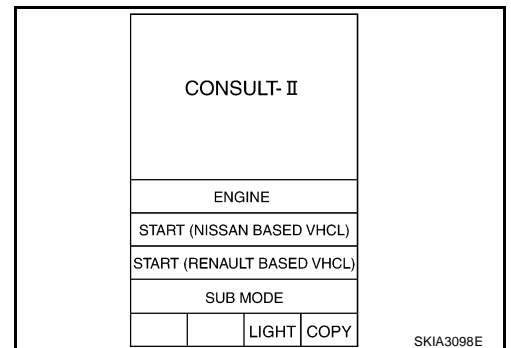 CONSULT-II
ENGINE
START (NISSAN BASED VHCL)
START (RENAULT BASED VHCL)
SUB MODE
LIGHT COPY
SKIA3098E